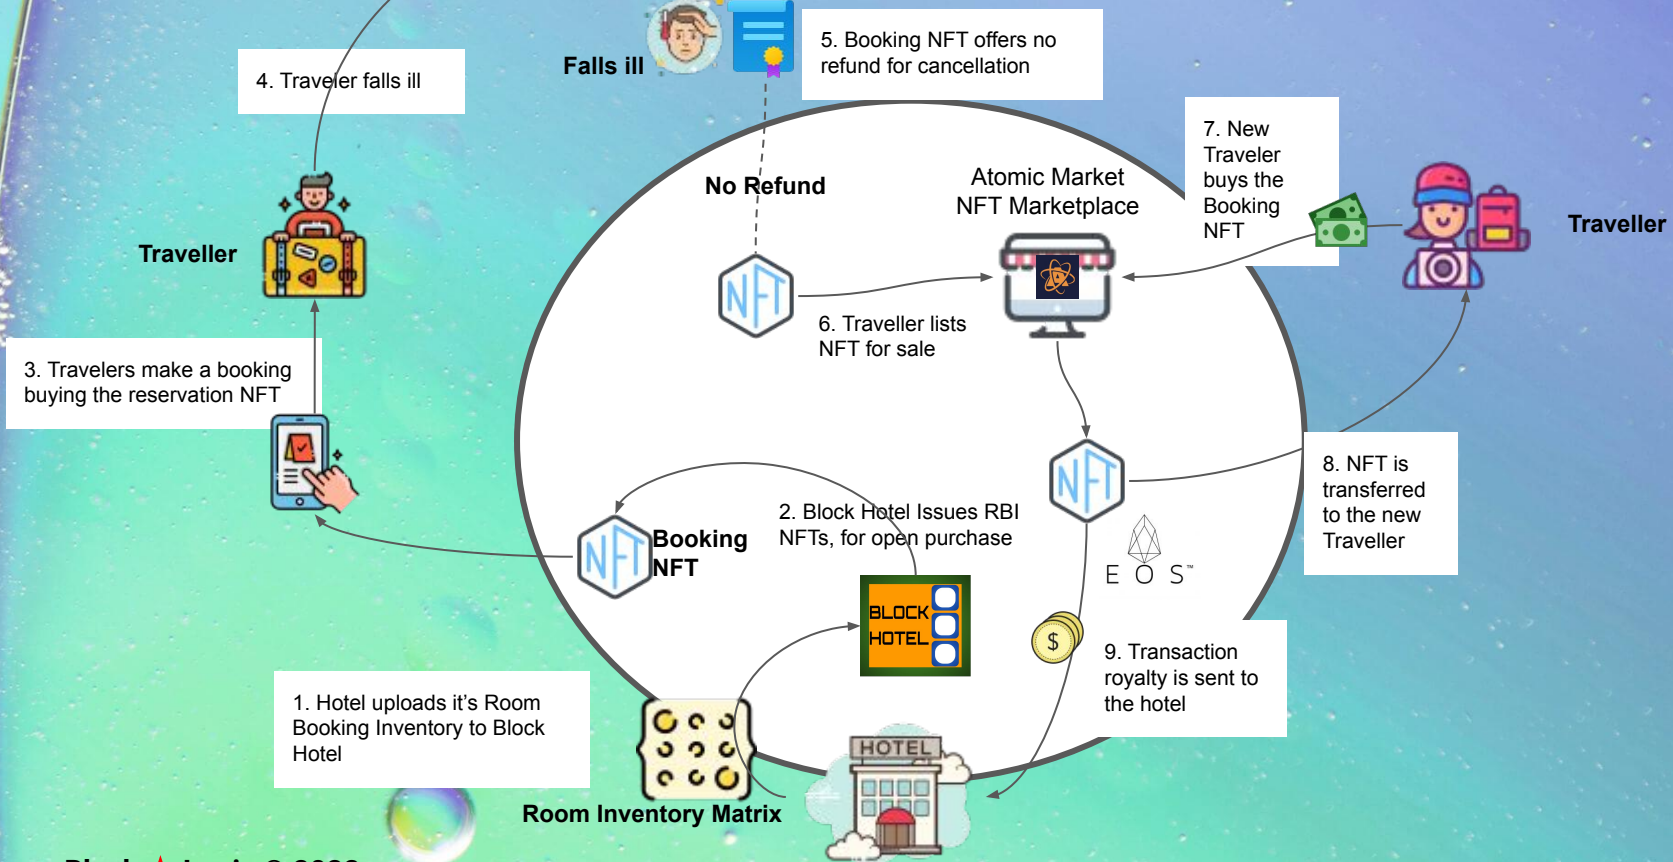 Falls ill
5. Booking NFT offers no
refund for cancellation
4. Traveler falls ill
7. New
Traveler
buys the
Booking
NFT
No Refund
Atomic Market
NFT Marketplace
Traveller
Traveller
NFT
6. Traveller lists
NFT for sale
3. Travelers make a booking
buying the reservation NFT
NFT
8. NFT is
transferred
to the new
Traveller
2. Block Hotel Issues RBI
NFTs, for open purchase
NFT
Booking
NFT
EOS™
BLOCK
HOTEL
$
9. Transaction
royalty is sent to
the hotel
1. Hotel uploads it’s Room
Booking Inventory to Block
Hotel
HOTEL
Room Inventory Matrix